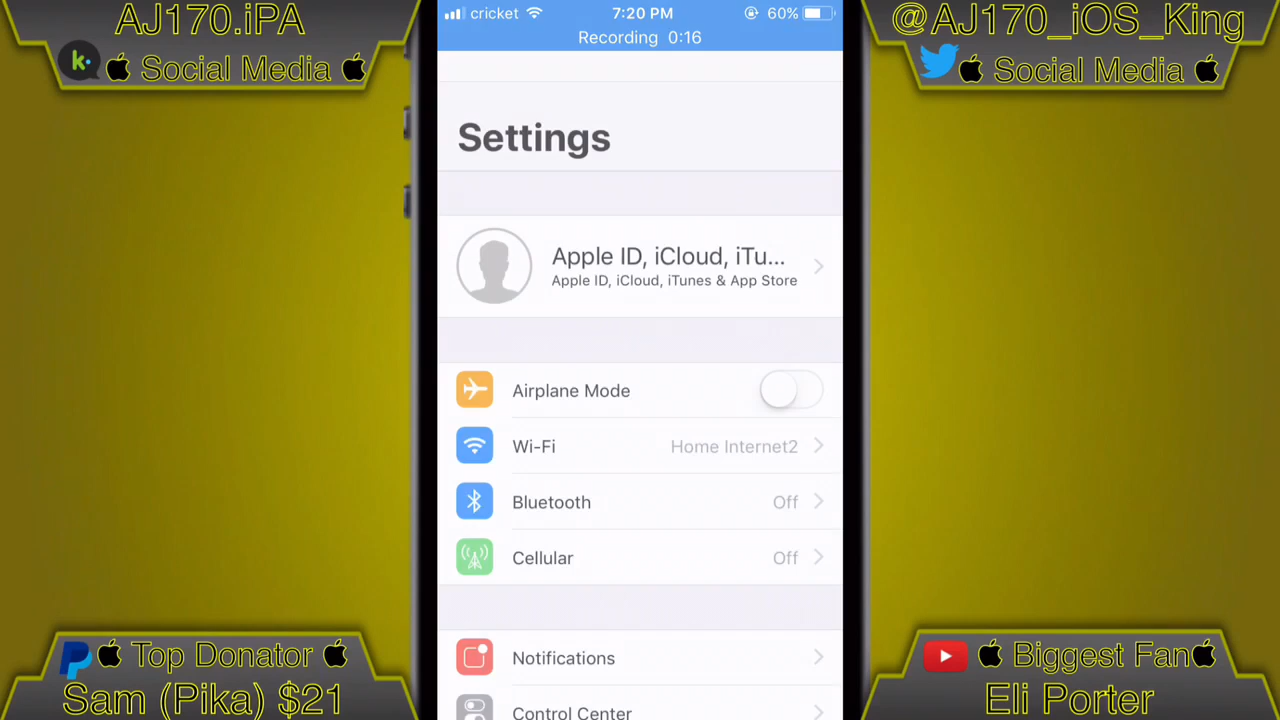 AJ170.iPA
k
Social Media
cricket 7:20 PM 60%
Recording 0:16
@AJ170_iOS_King
Social Media
Settings
Apple ID, iCloud, iTu...
Apple ID, iCloud, iTunes & App Store
Airplane Mode
Wi-Fi Home Internet2
Bluetooth Off
Cellular Off
Notifications
Control Center
Top Donator
Sam (Pika) $21
Biggest Fan
Eli Porter